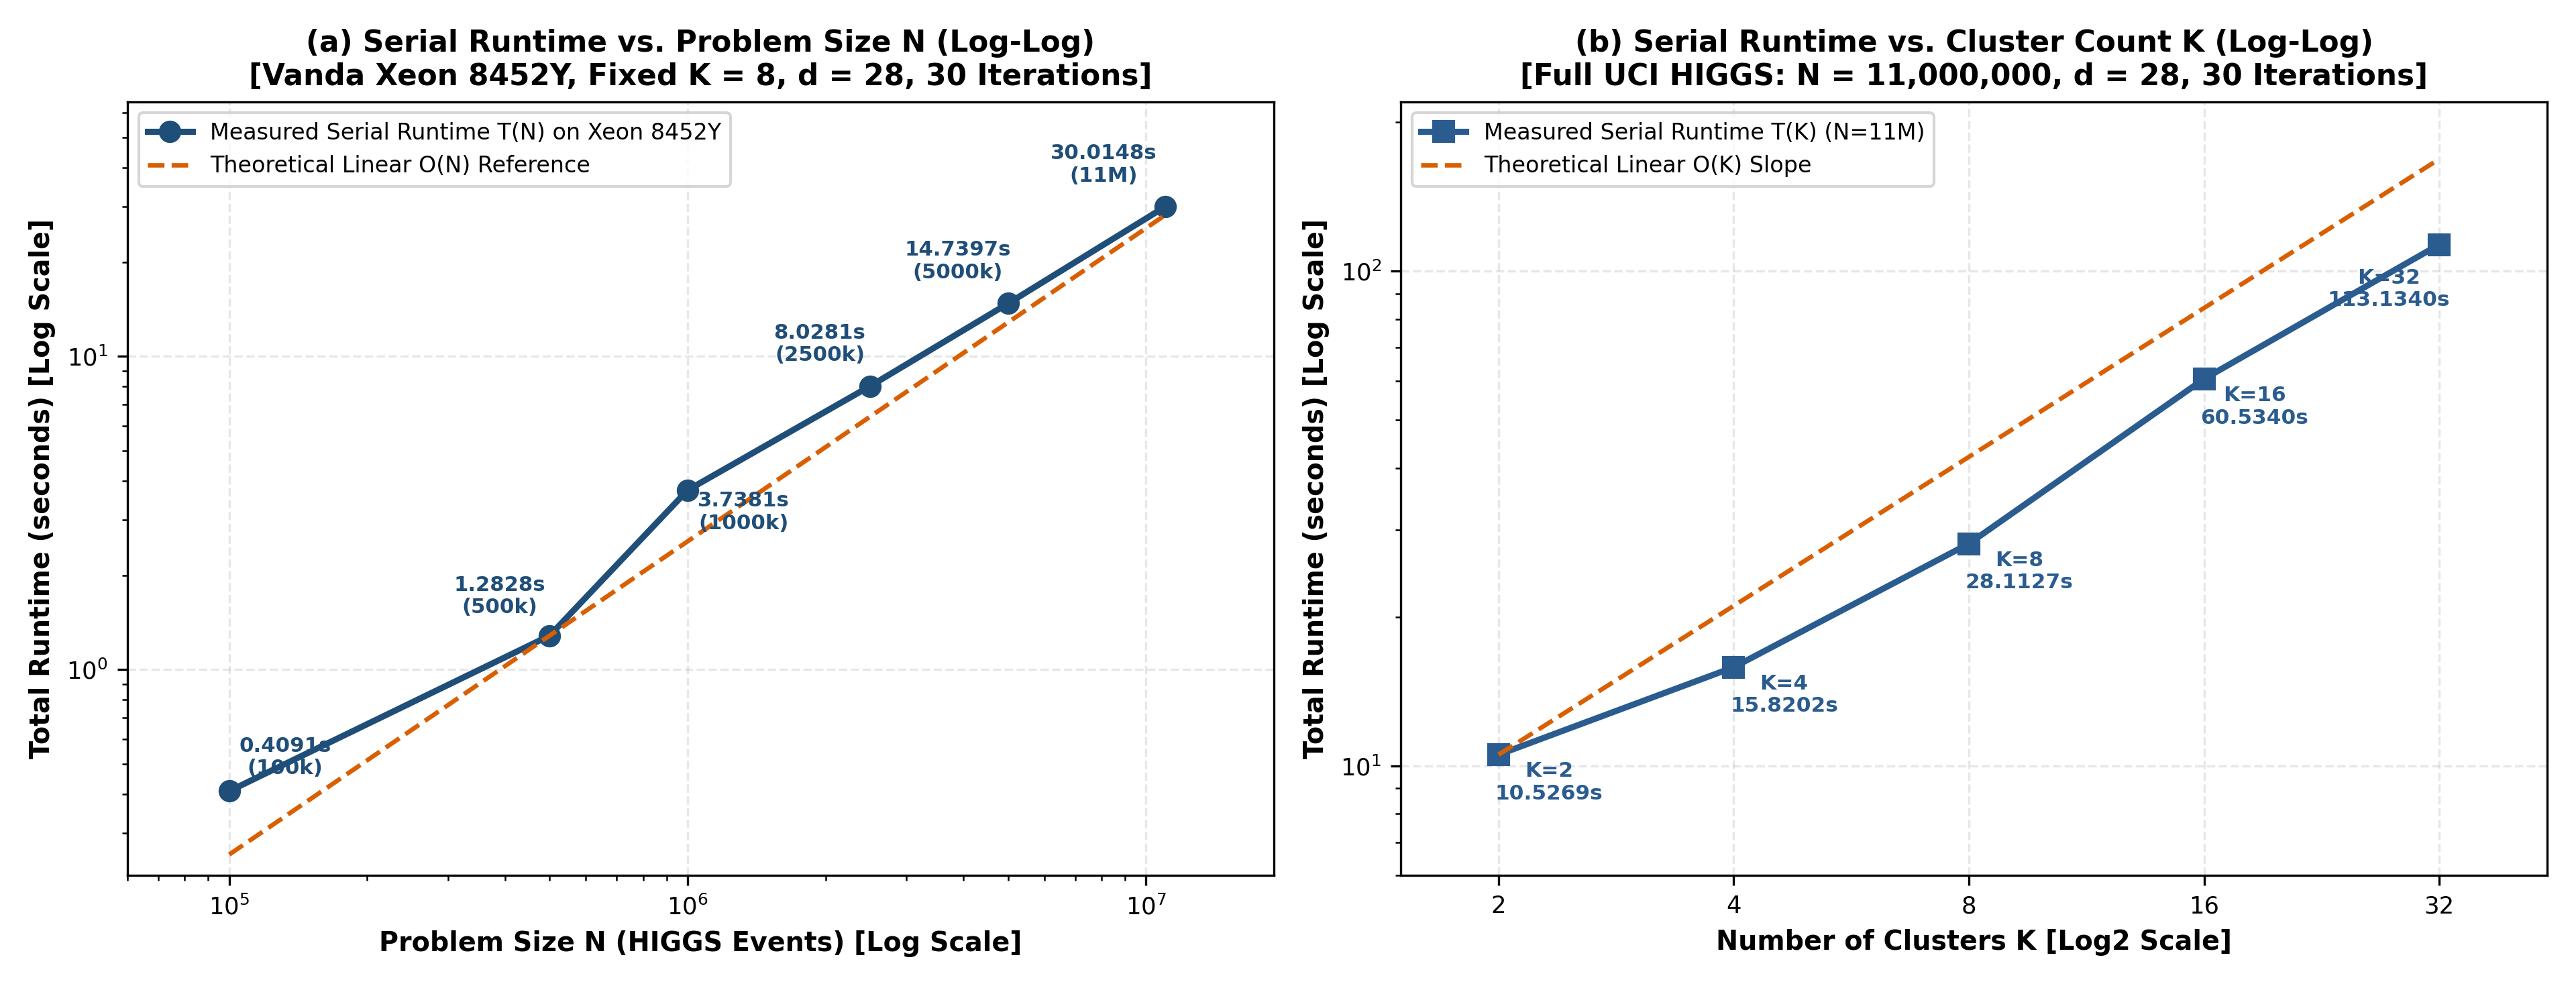 (a) Serial Runtime vs. Problem Size N (Log-Log)
[Vanda Xeon 8452Y, Fixed K = 8, d = 28, 30 Iterations]
Measured Serial Runtime T(N) on Xeon 8452Y
Theoretical Linear O(N) Reference
30.0148s
(11M)
14.7397s
(5000k)
8.0281s
(2500k)
3.7381s
(1000k)
1.2828s
(500k)
0.4091s
(100k)
10¹
10⁰
Total Runtime (seconds) [Log Scale]
10⁵
10⁶
10⁷
Problem Size N (HIGGS Events) [Log Scale]
(b) Serial Runtime vs. Cluster Count K (Log-Log)
[Full UCI HIGGS: N = 11,000,000, d = 28, 30 Iterations]
Measured Serial Runtime T(K) (N=11M)
Theoretical Linear O(K) Slope
K=32
113.1340s
K=16
60.5340s
K=8
28.1127s
K=4
15.8202s
K=2
10.5269s
10²
10¹
Total Runtime (seconds) [Log Scale]
2
4
8
16
32
Number of Clusters K [Log2 Scale]